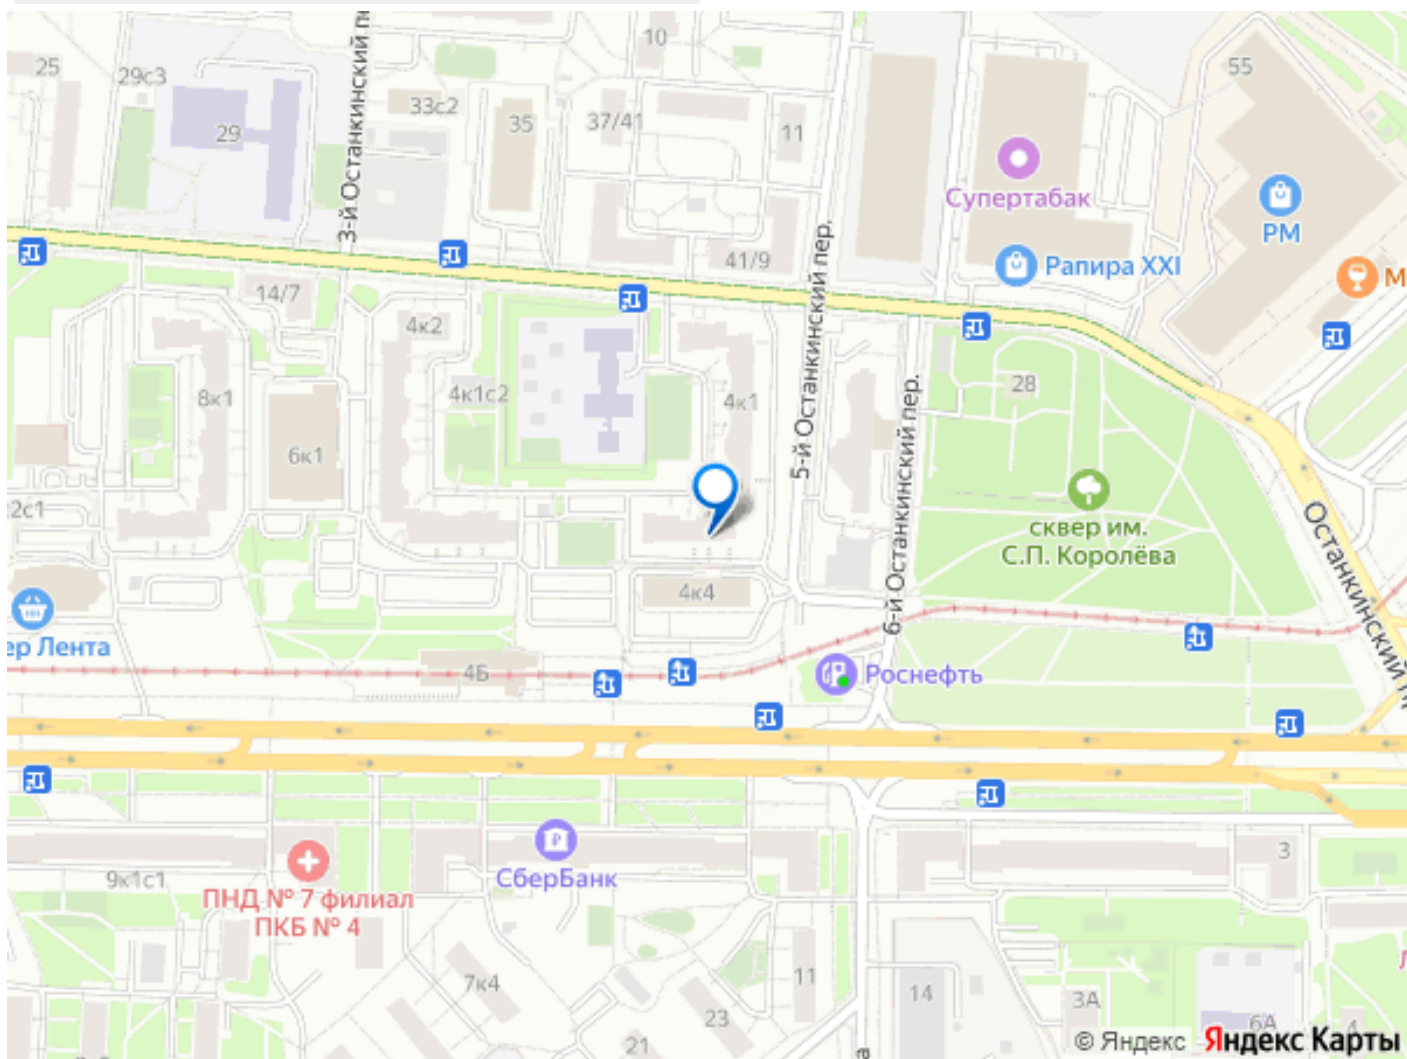 10
25
29с3
29
3-й Останкинский п
33с2
35
37/41
11
55
Супертабак
РМ
Рапира XXI
М
41/9
5-й Останкинский пер.
14/7
4к2
8к1
4к1с2
4к1
6к1
28
6-й Останкинский пер.
сквер им.
С.П. Королёва
Останкинский п
2с1
4к4
ер Лента
4Б
Роснефть
СберБанк
ПНД № 7 филиал
ПКБ № 4
9к1с1
3
7к4
11
14
23
21
3А
6А
4
© Яндекс Яндекс Карты